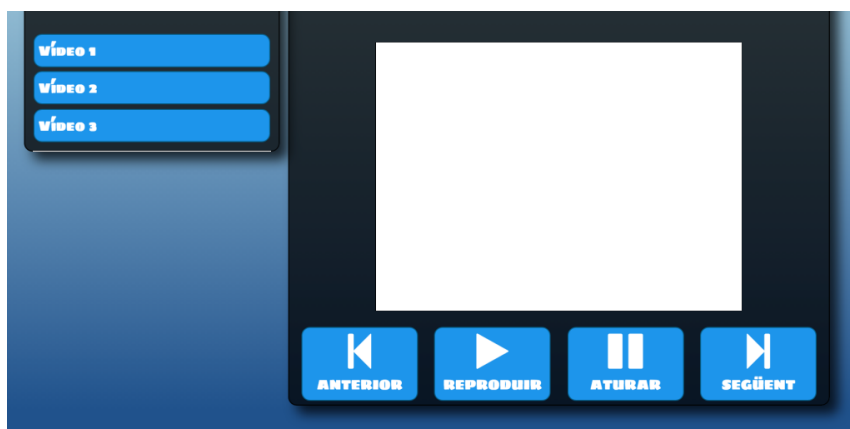 VÍDEO 1
VÍDEO 2
VÍDEO 3
ANTERIOR
REPRODUIR
ATURAR
SEGÜENT